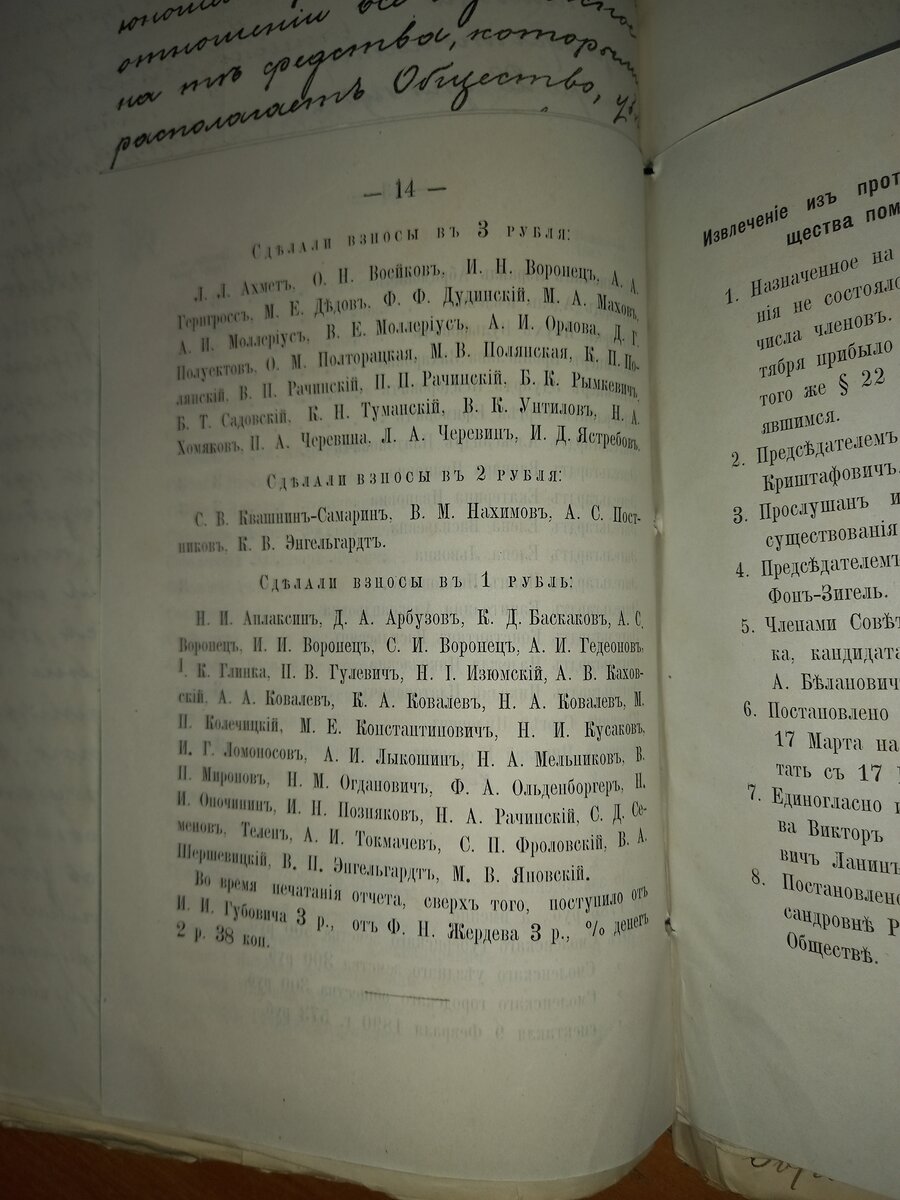 отношеніи все
на тѣ средства, которыми
располагаетъ Общество,
— 14 —
Сдѣлали взносы въ 3 рубля:
Л. Л. Ахметъ, О. Н. Воейковъ, И. Н. Воронецъ, А. А.
Гернгроссъ, М. Е. Дѣдовъ, Ф. Ф. Дудинскій, М. А. Маховъ,
А. И. Моллеріусъ, В. Е. Моллеріусъ, А. И. Орлова, Д. Г.
Полуектовъ, О. М. Полторацкая, М. В. Полянская, К. П. По-
лянскій, В. П. Рачинскій, П. П. Рачинскій, Б. К. Рымкевичъ,
Б. Т. Садовскій, К. Н. Туманскій, В. К. Унтиловъ, Н. А.
Хомяковъ, П. А. Черевина, Л. А. Черевинъ, И. Д. Ястребовъ.
Сдѣлали взносы въ 2 рубля:
С. В. Квашнинъ-Самаринъ, В. М. Нахимовъ, А. С. Пост-
никовъ, К. В. Энгельгардтъ.
Сдѣлали взносы въ 1 рубль:
Н. И. Аплаксинъ, Д. А. Арбузовъ, К. Д. Баскаковъ, А. С.
Воронецъ, И. И. Воронецъ, С. И. Воронецъ, А. И. Гедеоновъ,
К. Глинка, П. В. Гулевичъ, Н. І. Изюмскій, А. В. Кахов-
скій, А. А. Ковалевъ, К. А. Ковалевъ, Н. А. Ковалевъ, М.
П. Колечицкій, М. Е. Константиновичъ, Н. И. Кусаковъ,
И. Г. Ломоносовъ, А. И. Лыкошинъ, Н. А. Мельниковъ, В.
П. Мироновъ, Н. М. Огдановичъ, Ф. А. Ольденборгеръ, Н.
И. Опочининъ, И. Н. Позняковъ, Н. А. Рачинскій, С. Д. Се-
меновъ, Теленъ, А. И. Токмачевъ, С. П. Фроловскій, В. А.
Шершевицкій, В. П. Энгельгардтъ, М. В. Яновскій.
Во время печатанія отчета, сверхъ того, поступило отъ
И. И. Губовича 3 р., отъ Ф. Н. Жердева 3 р., % денегъ
2 р. 38 коп.
Извлеченіе изъ прот
щества пом
1. Назначенное на
нія не состояло
числа членовъ.
тября прибыло
того же § 22
явшимся.
2. Предсѣдателемъ
Криштафовичъ.
3. Прослушанъ и
существованія
4. Предсѣдателемъ
Фонъ-Зигель.
5. Членами Совѣт
ка, кандидата
А. Бѣлановичъ
6. Постановлено
17 Марта на
тать съ 17
7. Единогласно и
ва Викторъ
вичъ Ланинъ
8. Постановлено
сандровнѣ Р
Обществѣ.